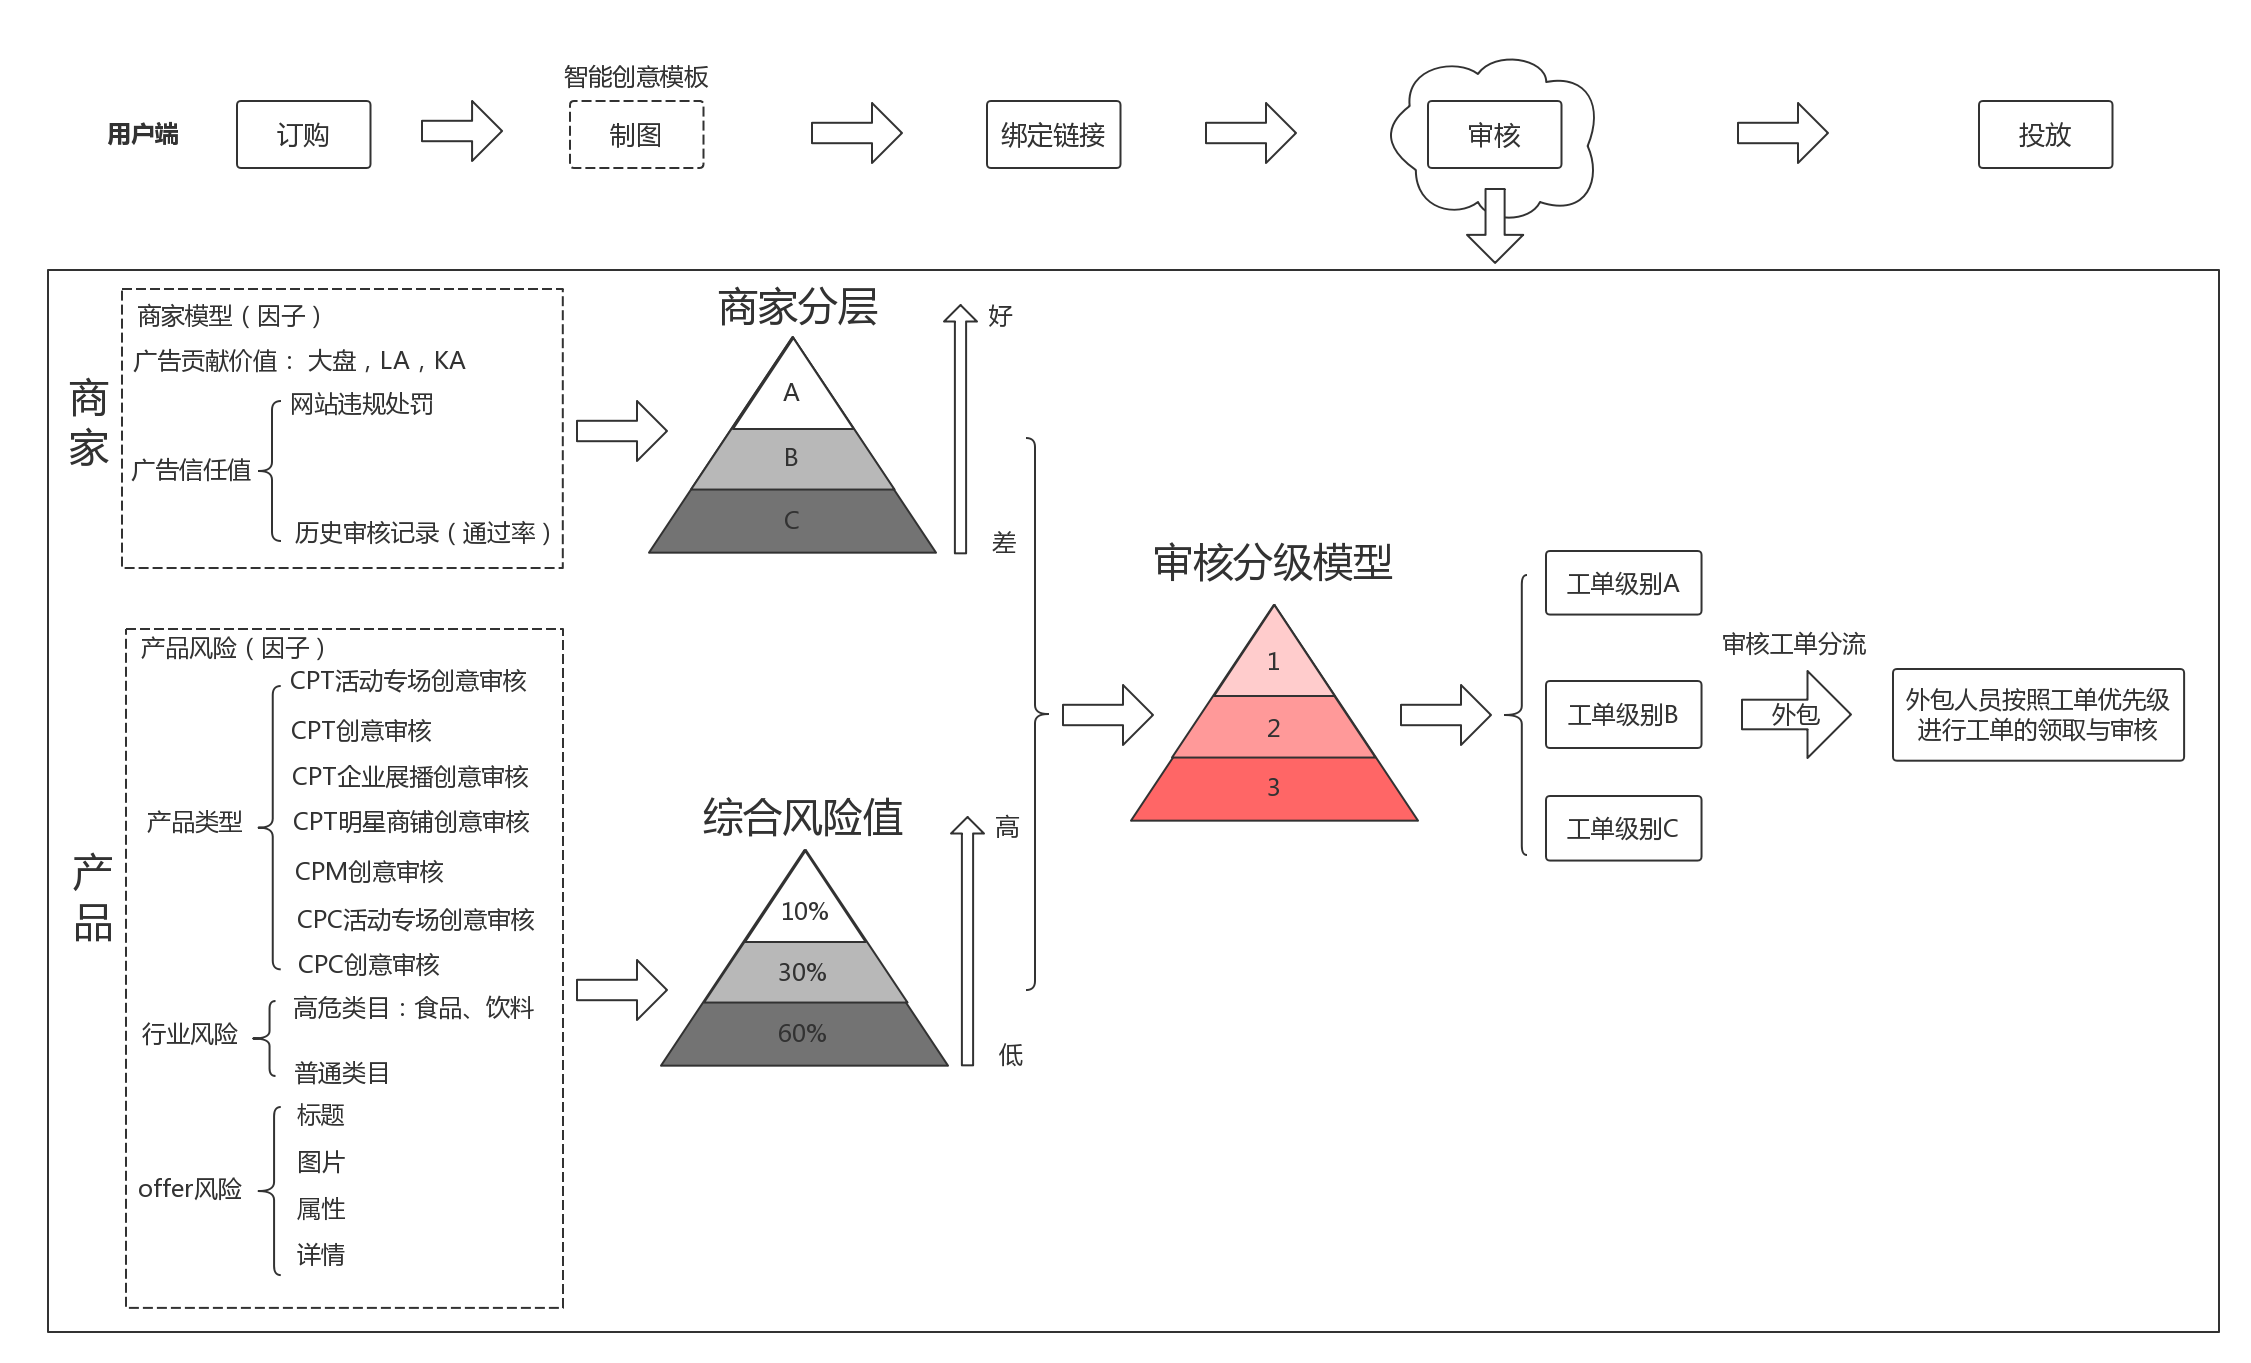 智能创意模板
用户端
订购
制图
绑定链接
审核
投放
商家
商家模型（因子）
广告贡献价值： 大盘，LA，KA
网站违规处罚
广告信任值
历史审核记录（通过率）
商家分层
A
B
C
好
差
产品
产品风险（因子）
CPT活动专场创意审核
CPT创意审核
CPT企业展播创意审核
产品类型
CPT明星商铺创意审核
CPM创意审核
CPC活动专场创意审核
CPC创意审核
高危类目：食品、饮料
行业风险
普通类目
标题
图片
offer风险
属性
详情
综合风险值
10%
30%
60%
高
低
审核分级模型
1
2
3
工单级别A
工单级别B
工单级别C
审核工单分流
外包
外包人员按照工单优先级
进行工单的领取与审核